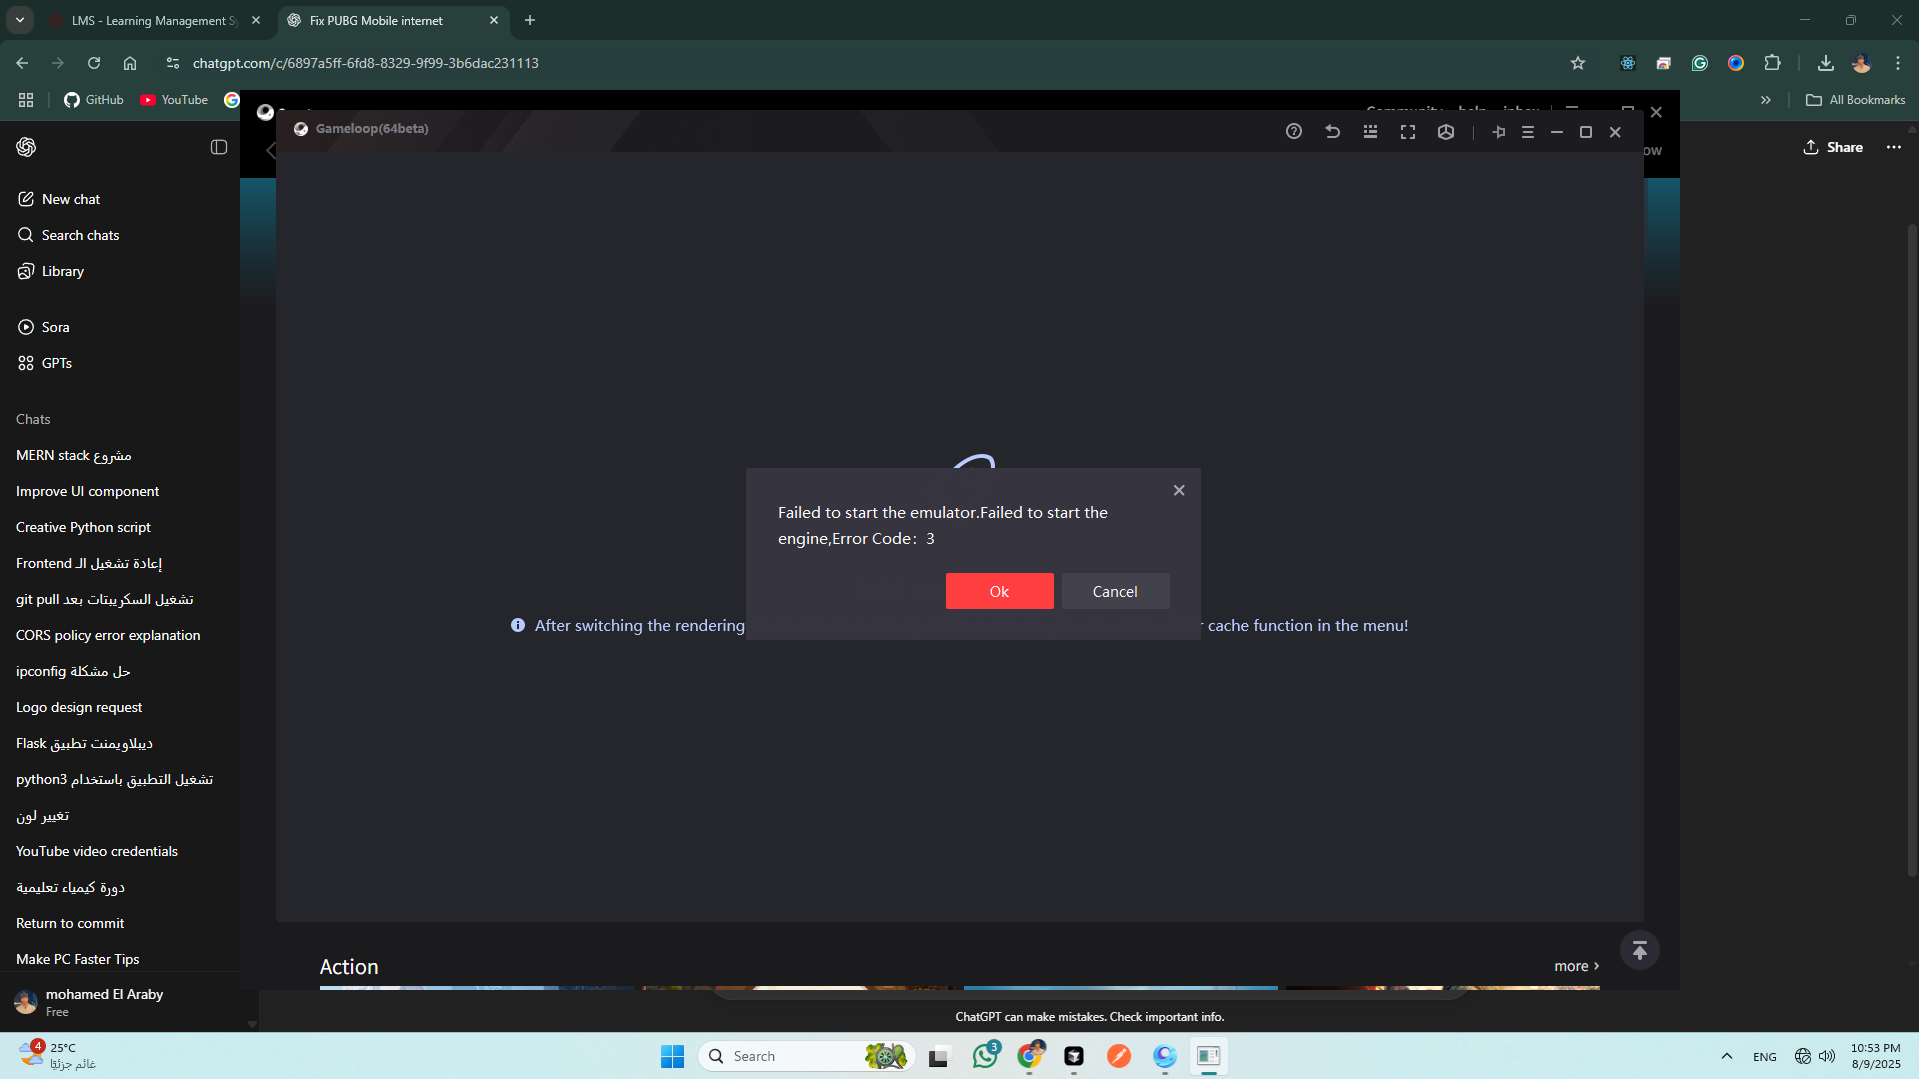 LMS - Learning Management Sy
Fix PUBG Mobile internet
chatgpt.com/c/6897a5ff-6fd8-8329-9f99-3b6dac231113
GitHub
YouTube
All Bookmarks
Community help inbox
Gameloop(64beta)
Share
New chat
Search chats
Library
Sora
GPTs
Chats
مشروع MERN stack
Improve UI component
Creative Python script
إعادة تشغيل الـ Frontend
تشغيل السكريبتات بعد git pull
CORS policy error explanation
حل مشكلة ipconfig
Logo design request
ديبلاويمنت تطبيق Flask
تشغيل التطبيق باستخدام python3
تغيير لون
YouTube video credentials
دورة كيمياء تعليمية
Return to commit
Make PC Faster Tips
mohamed El Araby
Free
Failed to start the emulator.Failed to start the
engine,Error Code: 3
Ok
Cancel
After switching the rendering
cache function in the menu!
Action
more
ChatGPT can make mistakes. Check important info.
4
25°C
غائم جزئيًا
Search
3
ENG
10:53 PM
8/9/2025